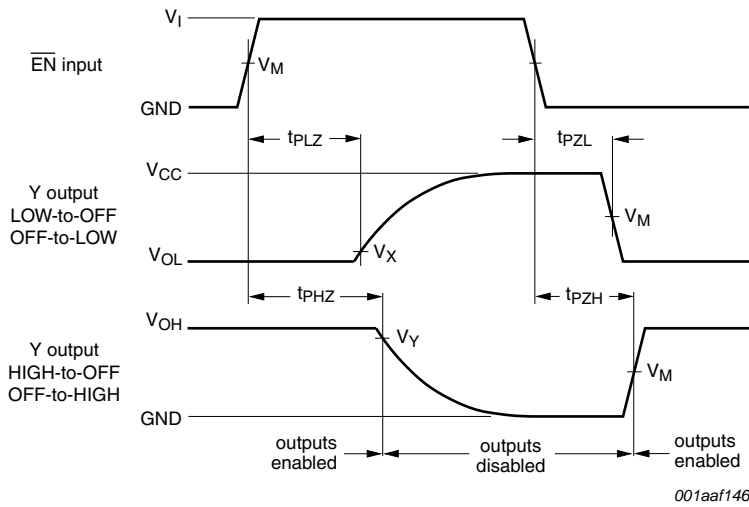 V_I
E̅N̅ input
V_M
GND
t_PLZ
t_PZL
V_CC
Y output
LOW-to-OFF
OFF-to-LOW
V_M
V_OL
V_X
t_PHZ
t_PZH
V_OH
Y output
HIGH-to-OFF
OFF-to-HIGH
V_Y
V_M
GND
outputs
enabled
outputs
disabled
outputs
enabled
001aaf146